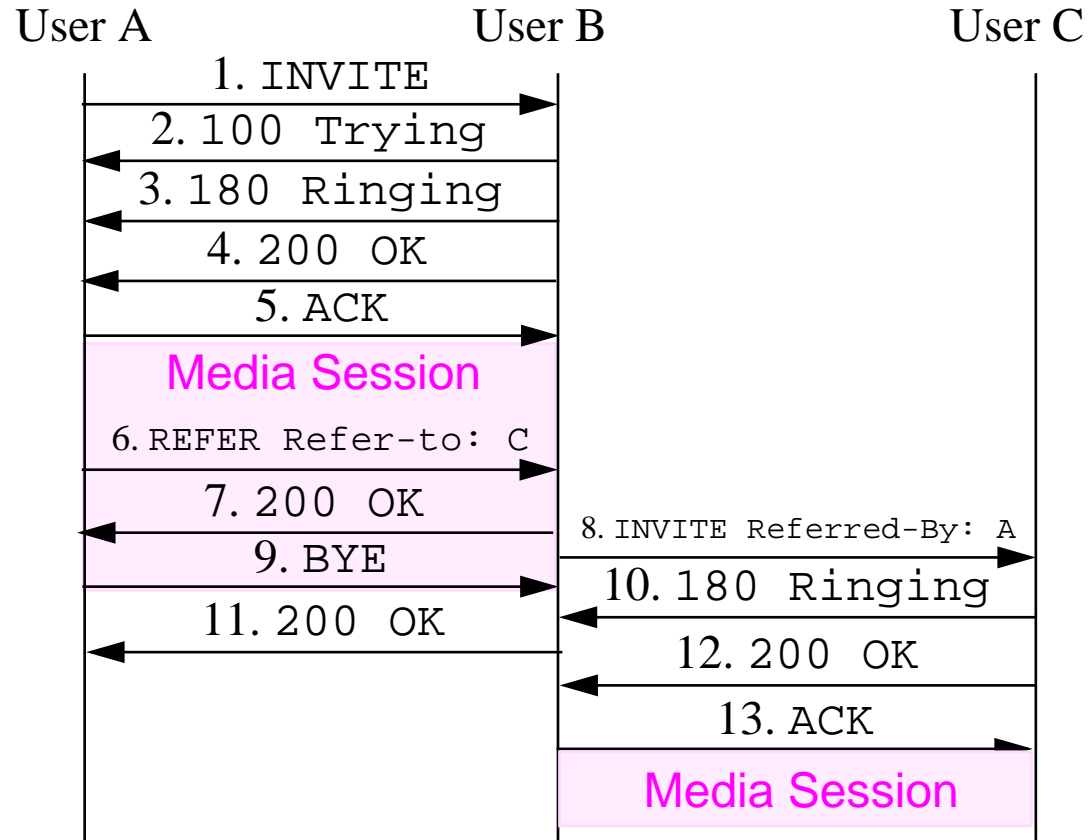 User A User B User C
1. INVITE
2. 100 Trying
3. 180 Ringing
4. 200 OK
5. ACK
Media Session
6. REFER Refer-to: C
7. 200 OK
8. INVITE Referred-By: A
9. BYE
10. 180 Ringing
11. 200 OK
12. 200 OK
13. ACK
Media Session